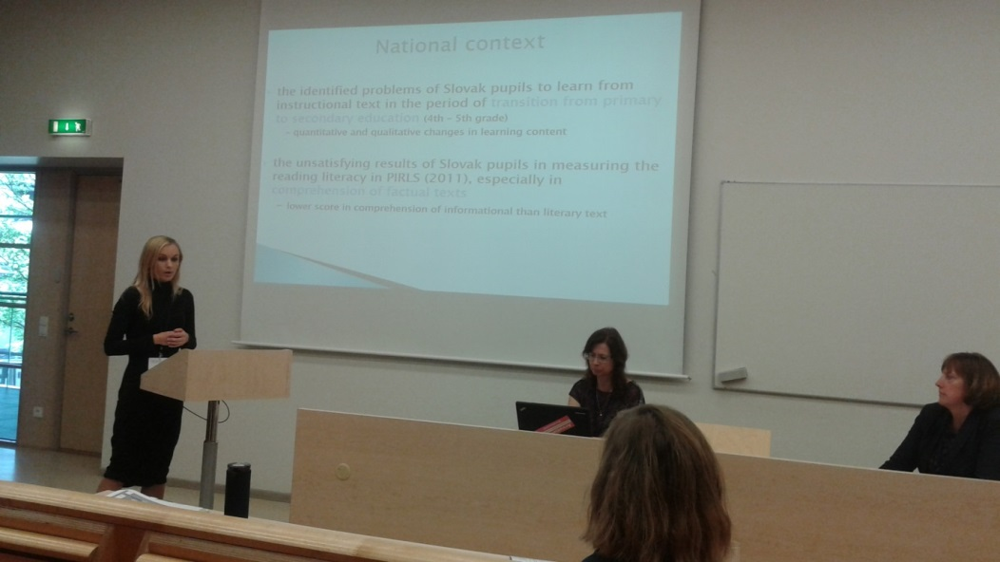 National context
the identified problems of Slovak pupils to learn from
instructional text in the period of transition from primary
to secondary education (4th – 5th grade)
– quantitative and qualitative changes in learning content
the unsatisfying results of Slovak pupils in measuring the
reading literacy in PIRLS (2011), especially in
comprehension of factual texts
– lower score in comprehension of informational than literary text